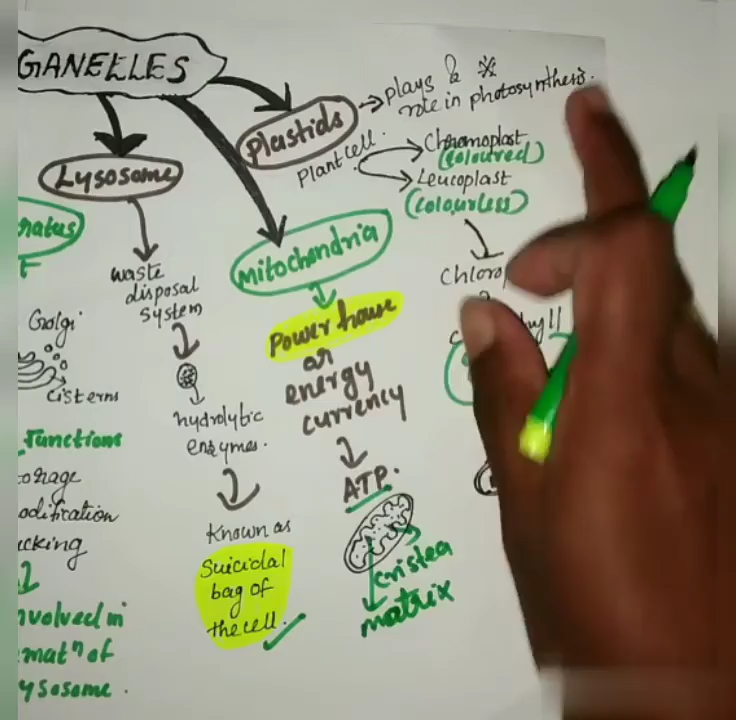 GANELLES
Plastids
plays &
role in photosynthesis.
Plant cell.
Chromoplast
(coloured)
Leucoplast
(colourless)
Chlorop
Lysosome
waste
disposal
system
hydrolytic
enzymes.
Known as
Suicidal
bag of
the cell.
Mitochondria
Power house
or
energy
currency
ATP.
cristea
matrix
ratus
Golgi
cisterns
Functions
orage
odification
cking
nvolved in
matⁿ of
ysosome.